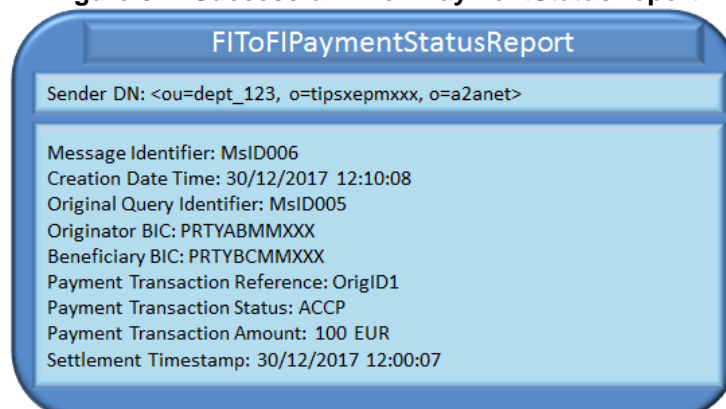 FIToFIPaymentStatusReport
Sender DN: <ou=dept_123, o=tipsxepmxxx, o=a2anet>
Message Identifier: MsID006
Creation Date Time: 30/12/2017 12:10:08
Original Query Identifier: MsID005
Originator BIC: PRTYABMMXXX
Beneficiary BIC: PRTYBCMMXXX
Payment Transaction Reference: OrigID1
Payment Transaction Status: ACCP
Payment Transaction Amount: 100 EUR
Settlement Timestamp: 30/12/2017 12:00:07